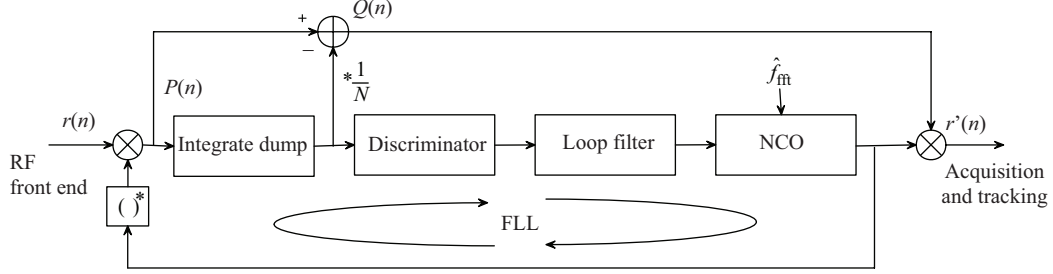 +
Q(n)
−
* 1/N
P(n)
f̂fft
r(n)
Integrate dump
Discriminator
Loop filter
NCO
r’(n)
RF
front end
Acquisition
and tracking
( )*
FLL